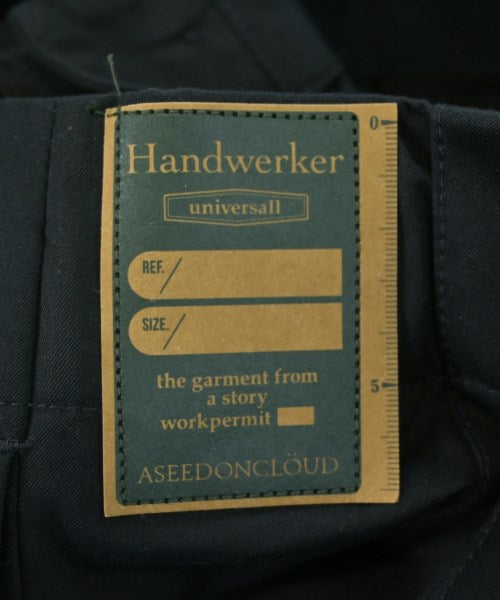 Handwerker
universall
REF. /
SIZE. /
the garment from
a story
workpermit
ASEEDONCLÖUD
0
5